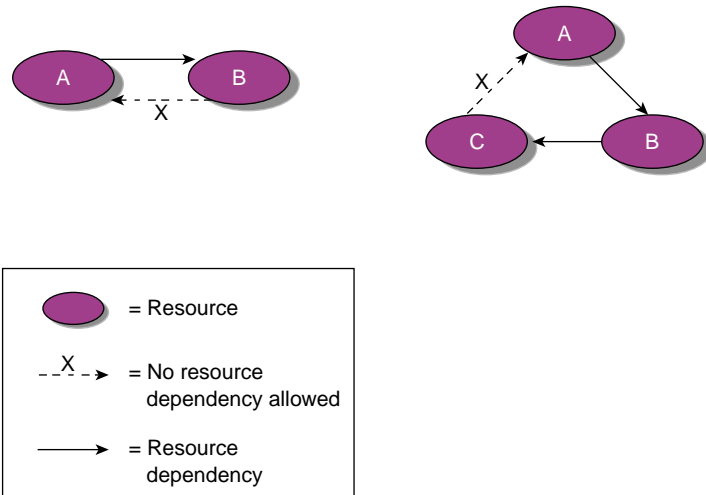 A
B
X
A
X
C
B
= Resource
X
= No resource
dependency allowed
= Resource
dependency